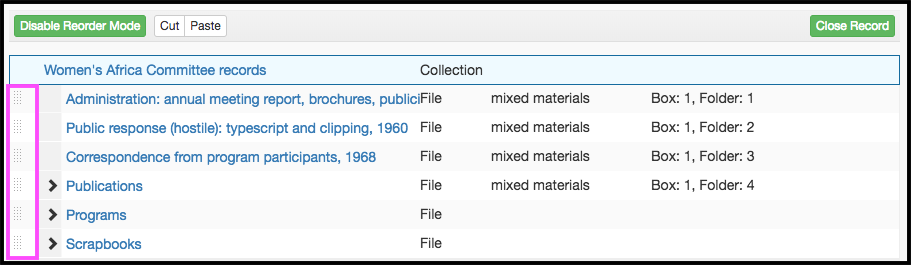 Disable Reorder Mode Cut Paste Close Record
Women's Africa Committee records Collection
Administration: annual meeting report, brochures, publici File mixed materials Box: 1, Folder: 1
Public response (hostile): typescript and clipping, 1960 File mixed materials Box: 1, Folder: 2
Correspondence from program participants, 1968 File mixed materials Box: 1, Folder: 3
Publications File mixed materials Box: 1, Folder: 4
Programs File
Scrapbooks File